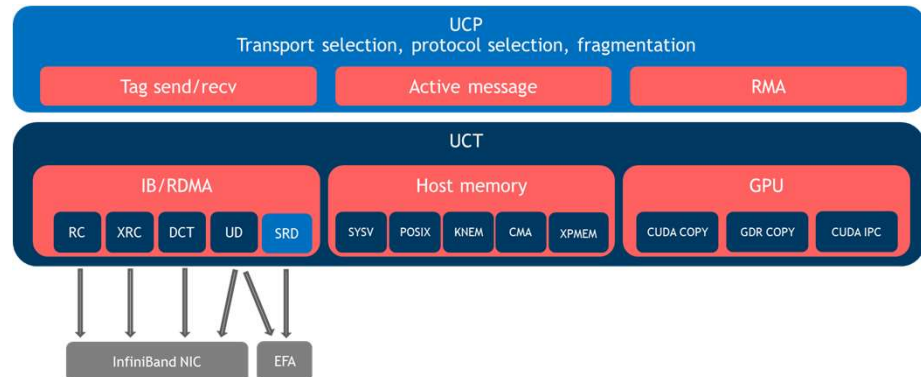 UCP
Transport selection, protocol selection, fragmentation
Tag send/recv
Active message
RMA
UCT
IB/RDMA
RC
XRC
DCT
UD
SRD
Host memory
SYSV
POSIX
KNEM
CMA
XPMEM
GPU
CUDA COPY
GDR COPY
CUDA IPC
InfiniBand NIC
EFA